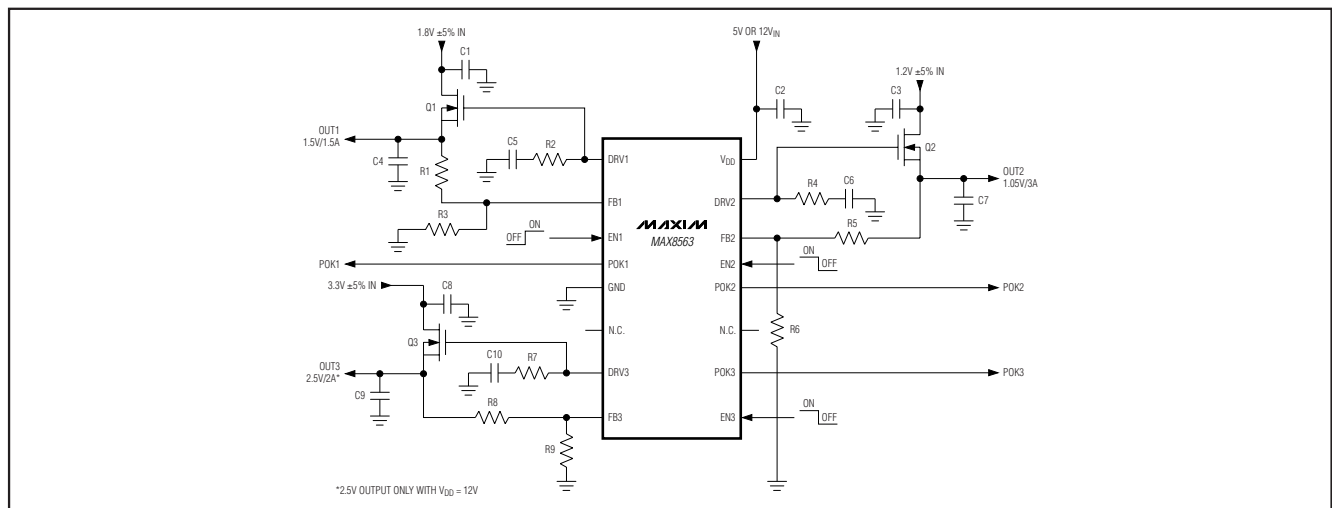 1.8V ±5% IN
C1
Q1
OUT1
1.5V/1.5A
C4
R1
C5
R2
R3
ON
OFF
POK1
3.3V ±5% IN
C8
Q3
OUT3
2.5V/2A*
C9
C10
R7
R8
R9
*2.5V OUTPUT ONLY WITH VDD = 12V
DRV1
FB1
EN1
POK1
GND
N.C.
DRV3
FB3
MAXIM
MAX8563
VDD
DRV2
FB2
EN2
POK2
N.C.
POK3
EN3
5V OR 12VIN
C2
1.2V ±5% IN
C3
Q2
OUT2
1.05V/3A
C7
R4
C6
R5
ON
OFF
POK2
R6
POK3
ON
OFF